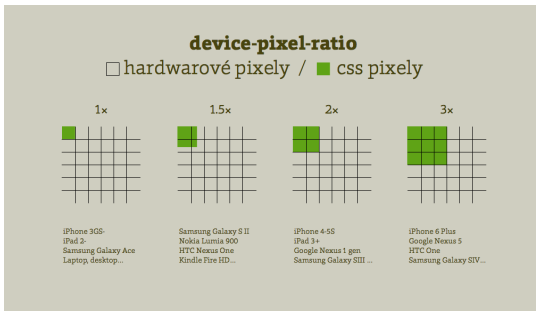 device-pixel-ratio
hardwarové pixely / css pixely
1×
1.5×
2×
3×
iPhone 3GS-
iPad 2-
Samsung Galaxy Ace
Laptop, desktop...
Samsung Galaxy S II
Nokia Lumia 900
HTC Nexus One
Kindle Fire HD...
iPhone 4-5S
iPad 3+
Google Nexus 1 gen
Samsung Galaxy SIII ...
iPhone 6 Plus
Google Nexus 5
HTC One
Samsung Galaxy SIV...